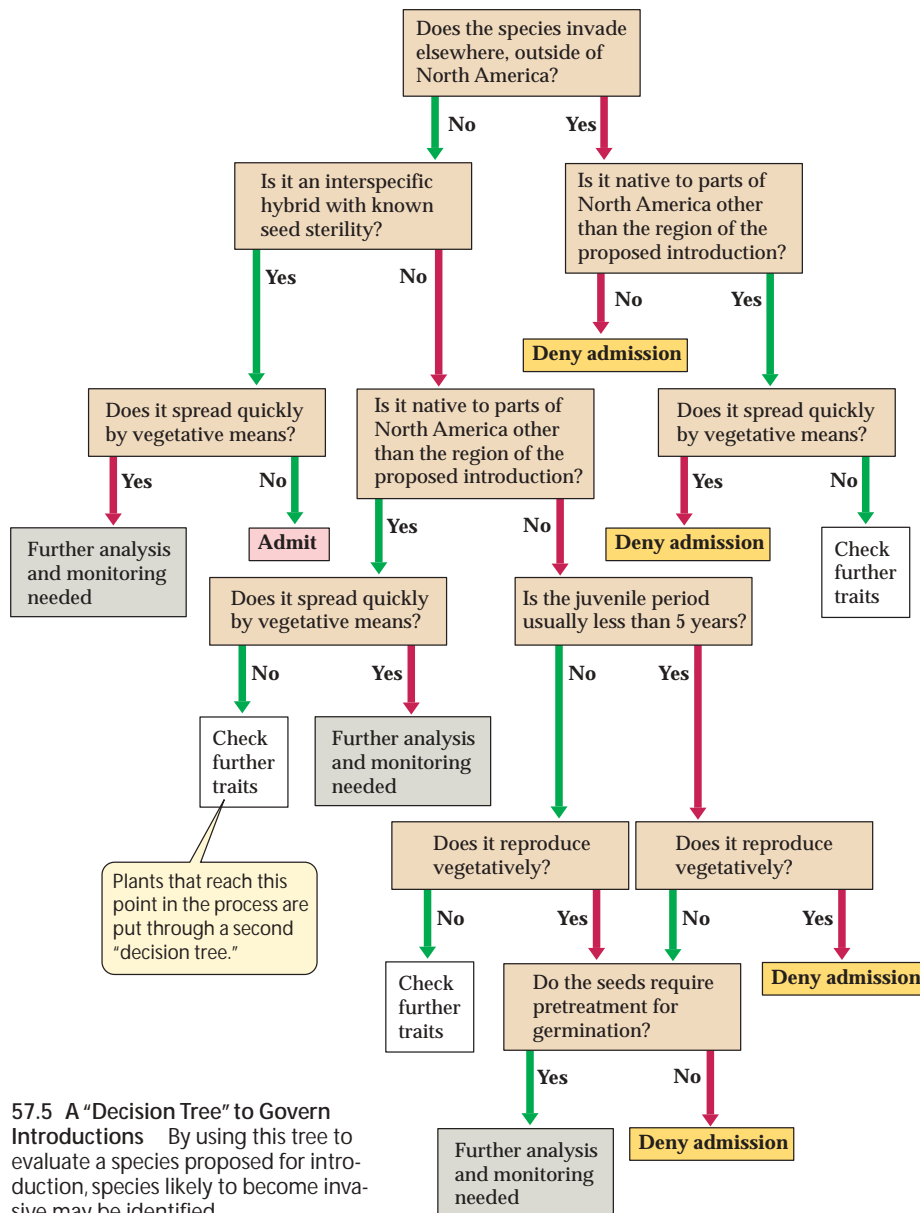 Does the species invade
elsewhere, outside of
North America?
No
Yes
Is it an interspecific
hybrid with known
seed sterility?
Is it native to parts of
North America other
than the region of the
proposed introduction?
Yes
No
No
Yes
Deny admission
Does it spread quickly
by vegetative means?
Is it native to parts of
North America other
than the region of the
proposed introduction?
Does it spread quickly
by vegetative means?
Yes
No
Yes
No
Further analysis
and monitoring
needed
Admit
Yes
No
Deny admission
Check
further
traits
Does it spread quickly
by vegetative means?
Is the juvenile period
usually less than 5 years?
No
Yes
No
Yes
Check
further
traits
Further analysis
and monitoring
needed
Does it reproduce
vegetatively?
Does it reproduce
vegetatively?
Plants that reach this
point in the process are
put through a second
"decision tree."
No
Yes
No
Yes
Check
further
traits
Do the seeds require
pretreatment for
germination?
Deny admission
Yes
No
Further analysis
and monitoring
needed
Deny admission
57.5 A "Decision Tree" to Govern
Introductions By using this tree to
evaluate a species proposed for intro-
duction, species likely to become inva-
sive may be identified